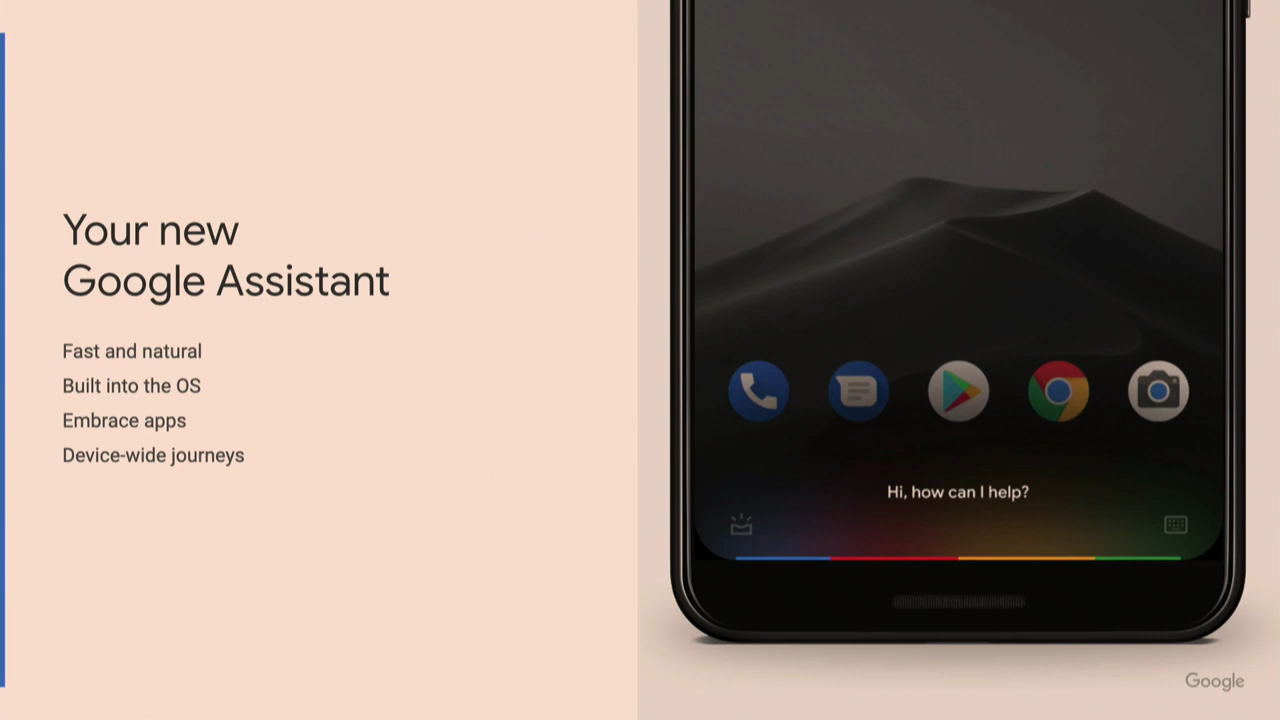 Your new
Google Assistant
Fast and natural
Built into the OS
Embrace apps
Device-wide journeys
Hi, how can I help?
Google